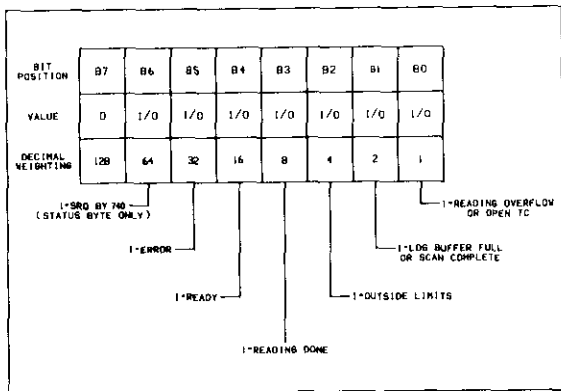 BIT POSITION B7 B6 B5 B4 B3 B2 B1 B0
VALUE 0 1/0 1/0 1/0 1/0 1/0 1/0 1/0
DECIMAL WEIGHTING 128 64 32 16 8 4 2 1
1=SRQ BY 740
(STATUS BYTE ONLY)
1=READING OVERFLOW
OR OPEN TC
1=ERROR
1=LOG BUFFER FULL
OR SCAN COMPLETE
1=READY
1=OUTSIDE LIMITS
1=READING DONE